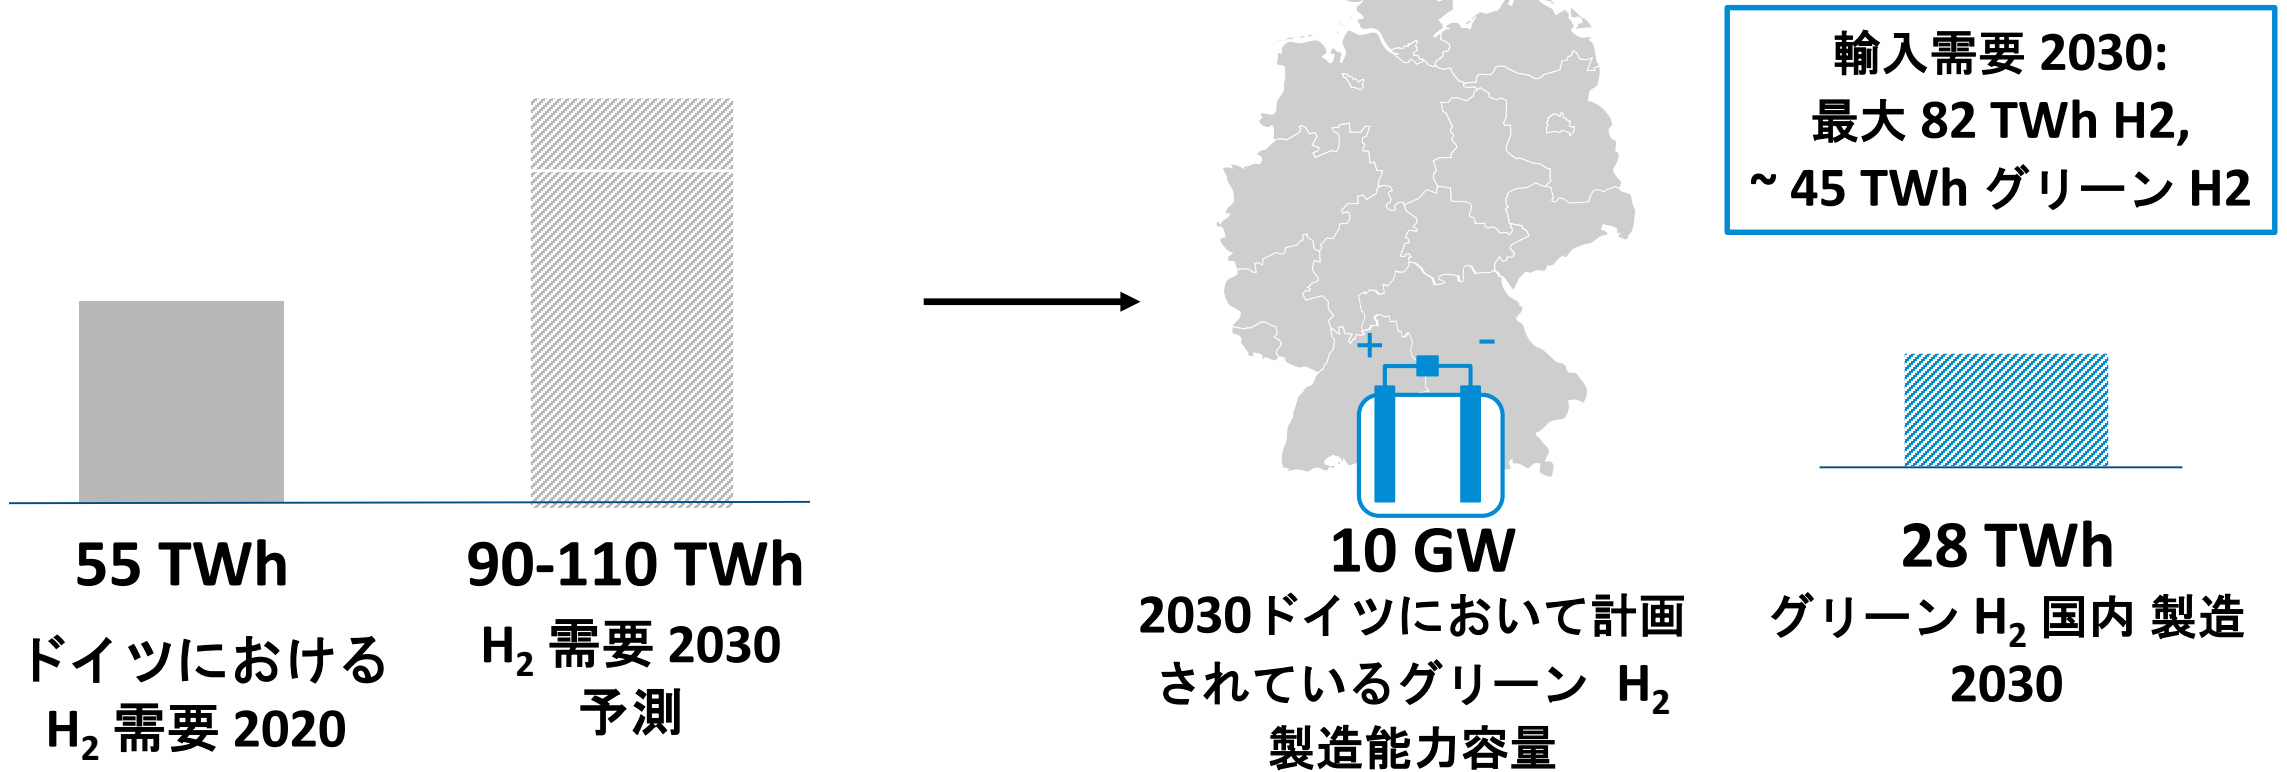 輸入需要 2030:
最大 82 TWh H2,
~ 45 TWh グリーン H2
+ -
55 TWh
ドイツにおける
H₂ 需要 2020
90-110 TWh
H₂ 需要 2030
予測
10 GW
2030ドイツにおいて計画
されているグリーン H₂
製造能力容量
28 TWh
グリーン H₂ 国内 製造
2030